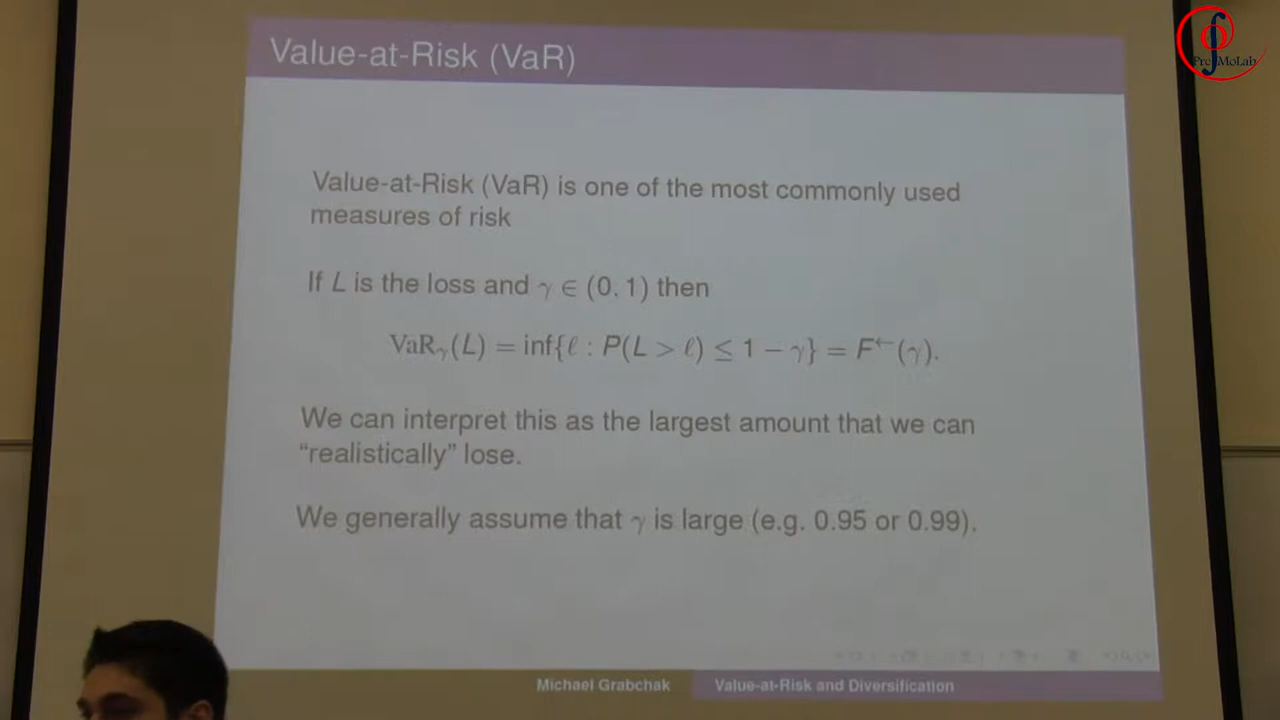 Value-at-Risk (VaR)
PreMoLab
Value-at-Risk (VaR) is one of the most commonly used
measures of risk
If L is the loss and γ ∈ (0, 1) then
VaRγ(L) = inf{ℓ : P(L > ℓ) ≤ 1 − γ} = F←(γ).
We can interpret this as the largest amount that we can
“realistically” lose.
We generally assume that γ is large (e.g. 0.95 or 0.99).
Michael Grabchak
Value-at-Risk and Diversification